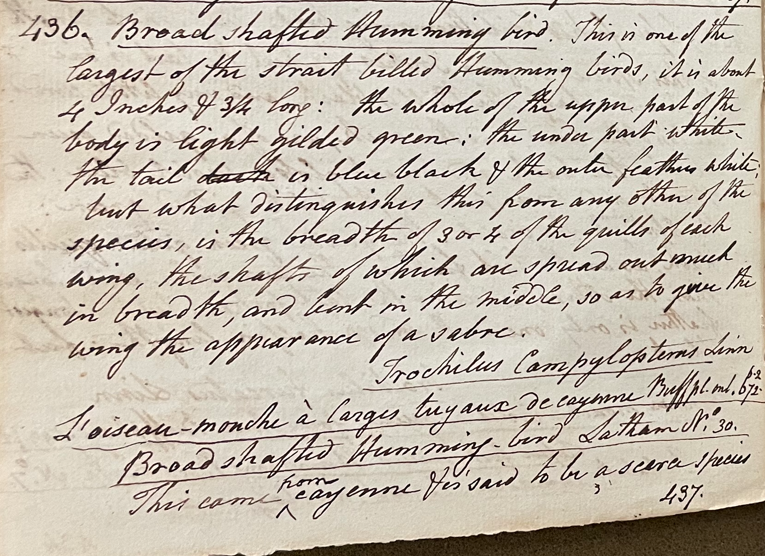 436. Broad shafted Humming bird. This is one of the
largest of the strait billed Humming birds, it is about
4 Inches & 3/4 long: the whole of the upper part of the
body is light gilded green: the under part white.
the tail dark is blue black & the outer feathers white;
but what distinguishes this from any other of the
species, is the breadth of 3 or 4 of the quills of each
wing, the shafts of which are spread out much
in breadth, and bent in the middle, so as to give the
wing the appearance of a sabre.
Trochilus Campylopterus Linn
L'oiseau-mouche à larges tuyaux de cayenne Buff pl. enl. 672. p. 2
Broad shafted Humming-bird Latham No. 30.
This came from cayenne & is said to be a scarce species
437.